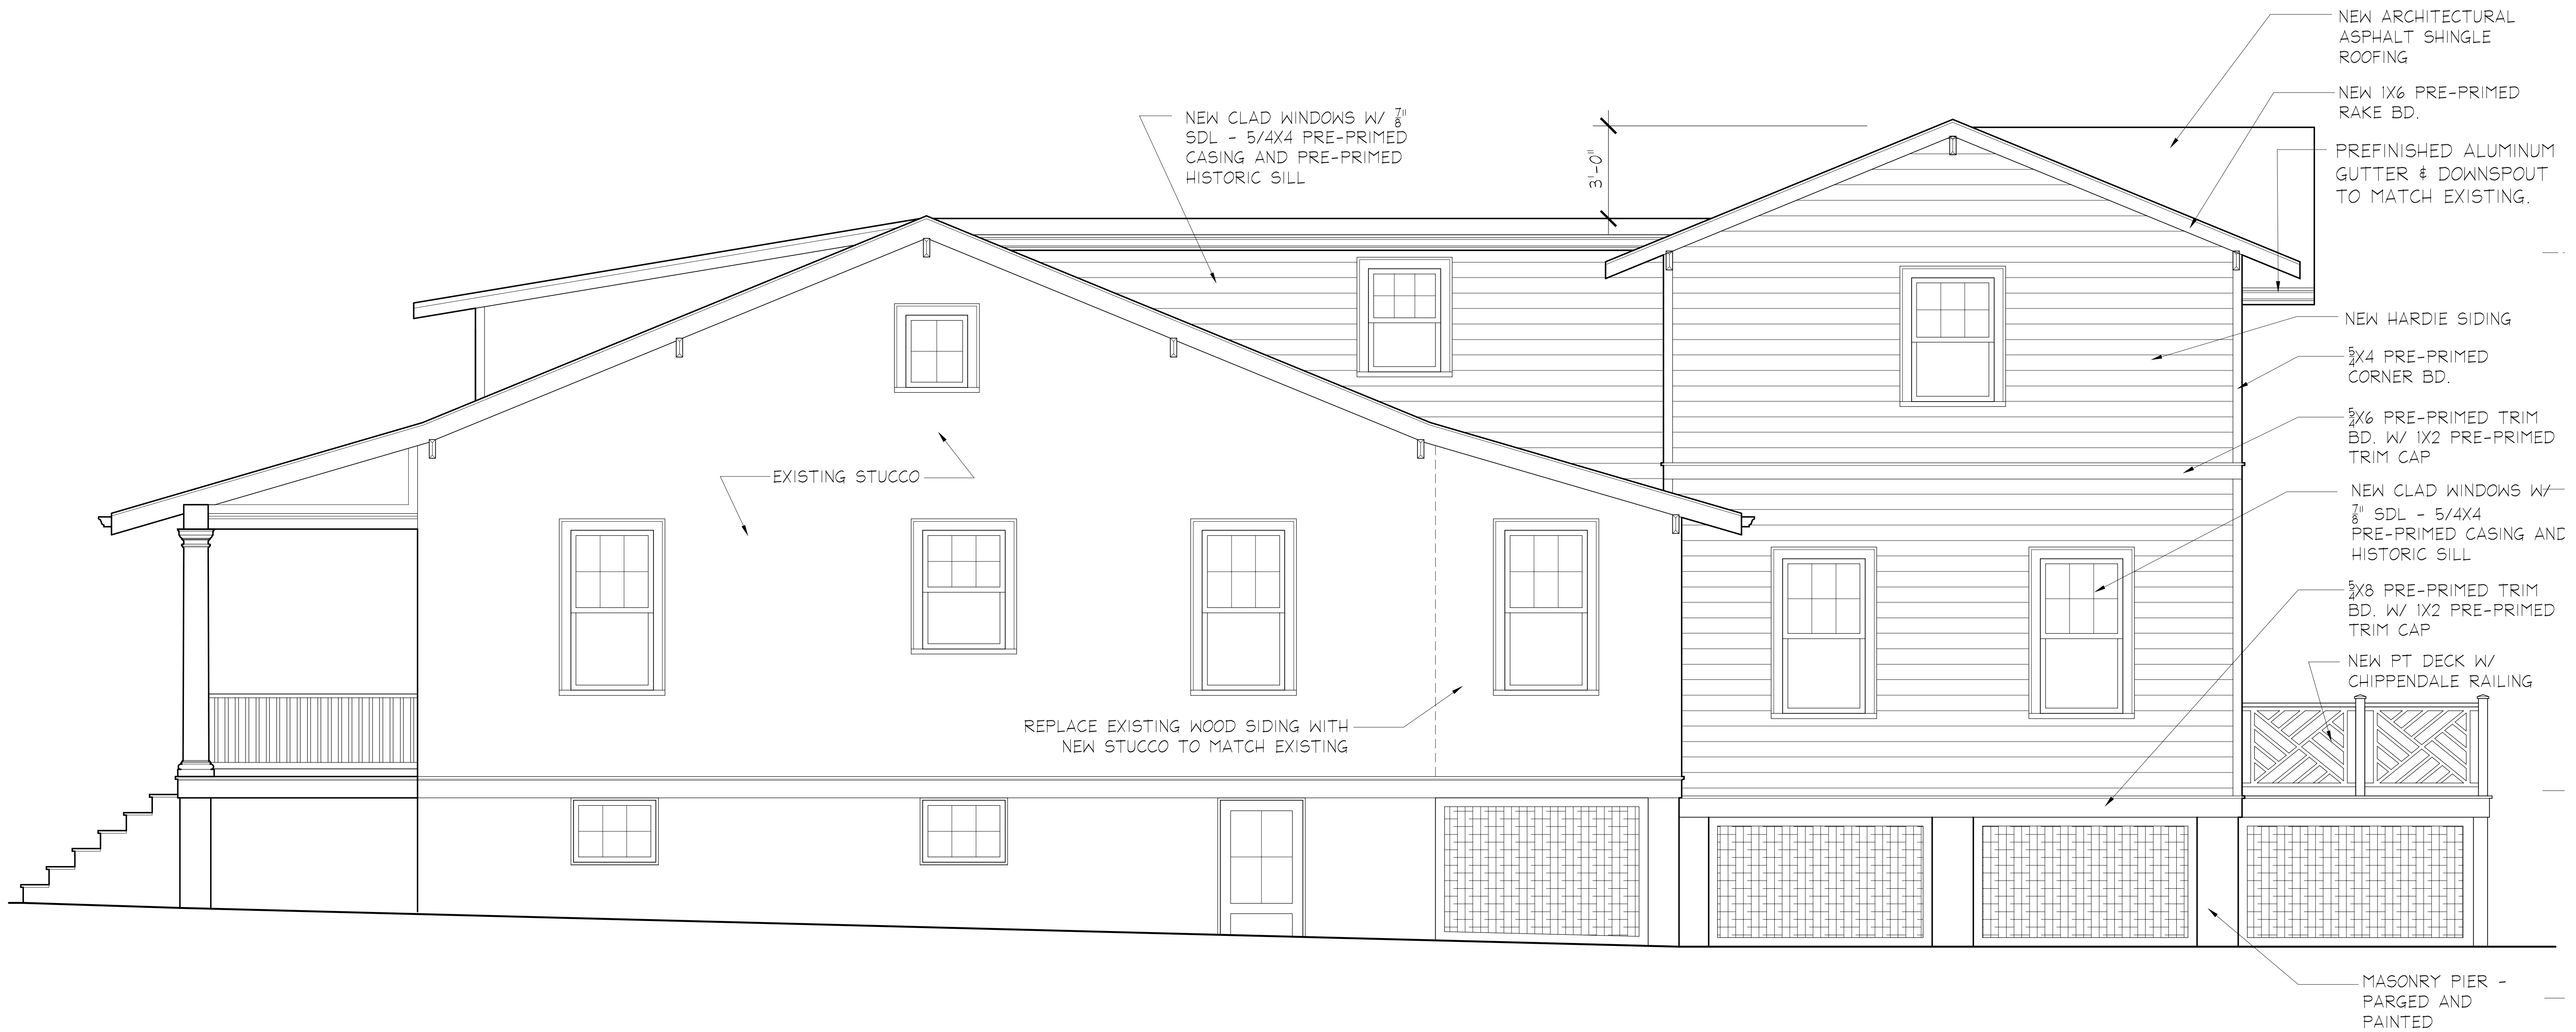 NEW ARCHITECTURAL
ASPHALT SHINGLE
ROOFING
NEW 1X6 PRE-PRIMED
RAKE BD.
PREFINISHED ALUMINUM
GUTTER & DOWNSPOUT
TO MATCH EXISTING.
NEW CLAD WINDOWS W/ 7/8"
SDL - 5/4X4 PRE-PRIMED
CASING AND PRE-PRIMED
HISTORIC SILL
3'-0"
NEW HARDIE SIDING
5/4X4 PRE-PRIMED
CORNER BD.
5/4X6 PRE-PRIMED TRIM
BD. W/ 1X2 PRE-PRIMED
TRIM CAP
EXISTING STUCCO
NEW CLAD WINDOWS W/
7/8" SDL - 5/4X4
PRE-PRIMED CASING AND
HISTORIC SILL
5/4X8 PRE-PRIMED TRIM
BD. W/ 1X2 PRE-PRIMED
TRIM CAP
NEW PT DECK W/
CHIPPENDALE RAILING
REPLACE EXISTING WOOD SIDING WITH
NEW STUCCO TO MATCH EXISTING
MASONRY PIER -
PARGED AND
PAINTED